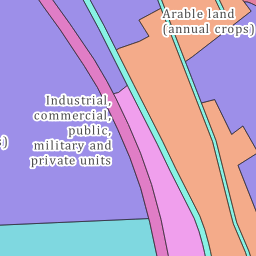 Arable land
(annual crops)
Industrial,
commercial,
public,
military and
private units